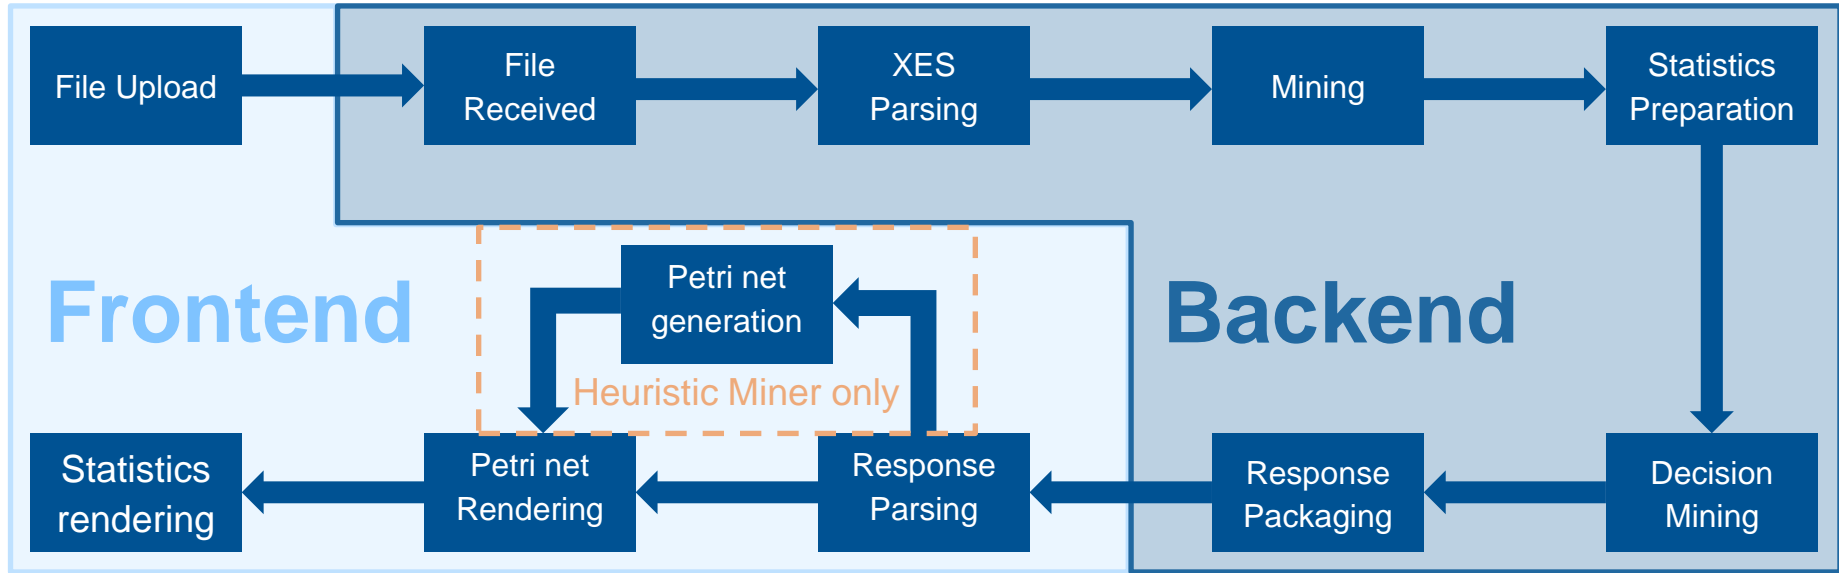 File Upload
File
Received
XES
Parsing
Mining
Statistics
Preparation
Frontend
Petri net
generation
Heuristic Miner only
Backend
Statistics
rendering
Petri net
Rendering
Response
Parsing
Response
Packaging
Decision
Mining